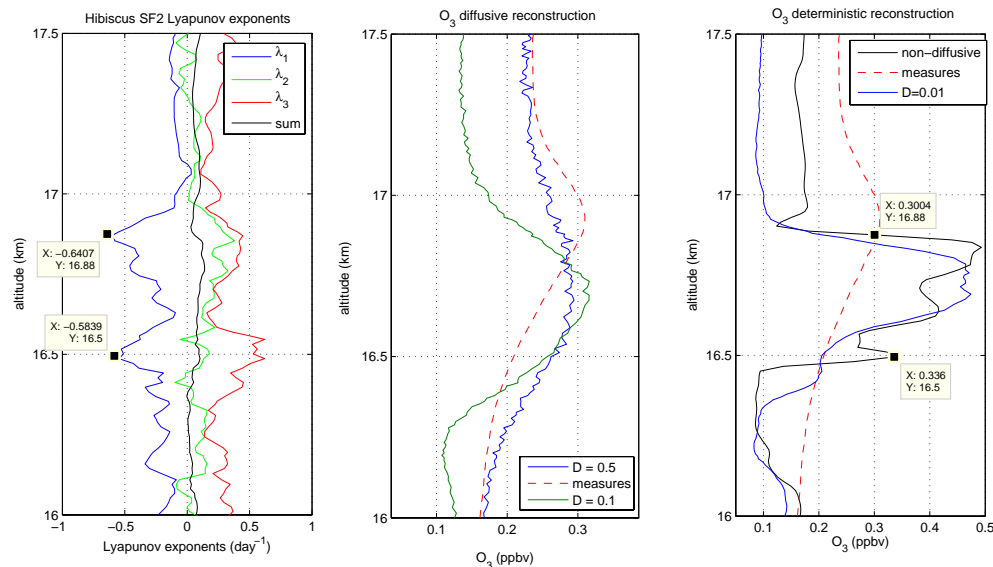 Hibiscus SF2 Lyapunov exponents
17.5
17
16.5
16
altitude (km)
λ1
λ2
λ3
sum
X: −0.6407
Y: 16.88
X: −0.5839
Y: 16.5
−1
−0.5
0
0.5
1
Lyapunov exponents (day−1)
O3 diffusive reconstruction
17.5
17
16.5
16
altitude (km)
D = 0.5
measures
D = 0.1
0.1
0.2
0.3
O3 (ppbv)
O3 deterministic reconstruction
17.5
17
16.5
16
altitude (km)
non−diffusive
measures
D=0.01
X: 0.3004
Y: 16.88
X: 0.336
Y: 16.5
0.1
0.2
0.3
0.4
0.5
O3 (ppbv)